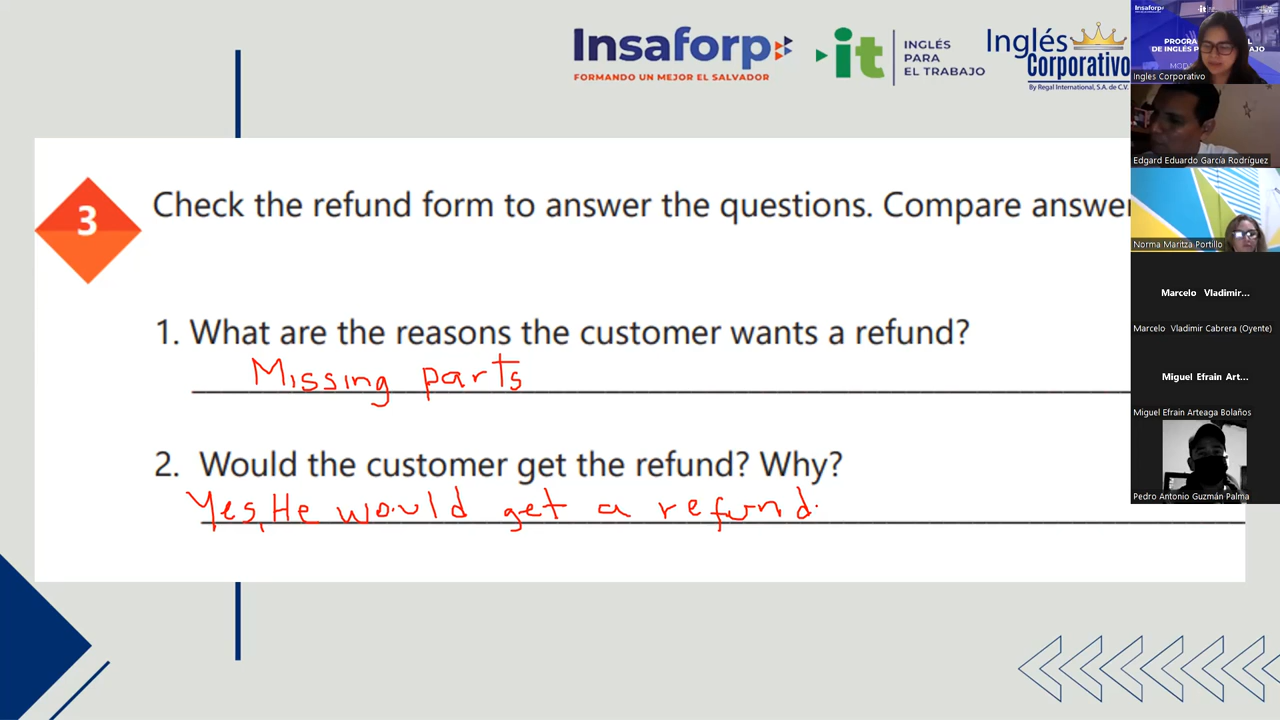 Insaforp
FORMANDO UN MEJOR EL SALVADOR
it
INGLÉS
PARA
EL TRABAJO
Inglés
Corporativo
By Regal International, S.A. de C.V.
3
Check the refund form to answer the questions. Compare answer
1. What are the reasons the customer wants a refund?
Missing parts
2. Would the customer get the refund? Why?
Yes, He would get a refund.
Insaforp
it
Ingles Corporativo
Edgard Eduardo García Rodríguez
Norma Maritza Portillo
Marcelo Vladimir...
Marcelo Vladimir Cabrera (Oyente)
Miguel Efrain Art...
Miguel Efrain Arteaga Bolaños
Pedro Antonio Guzmán Palma